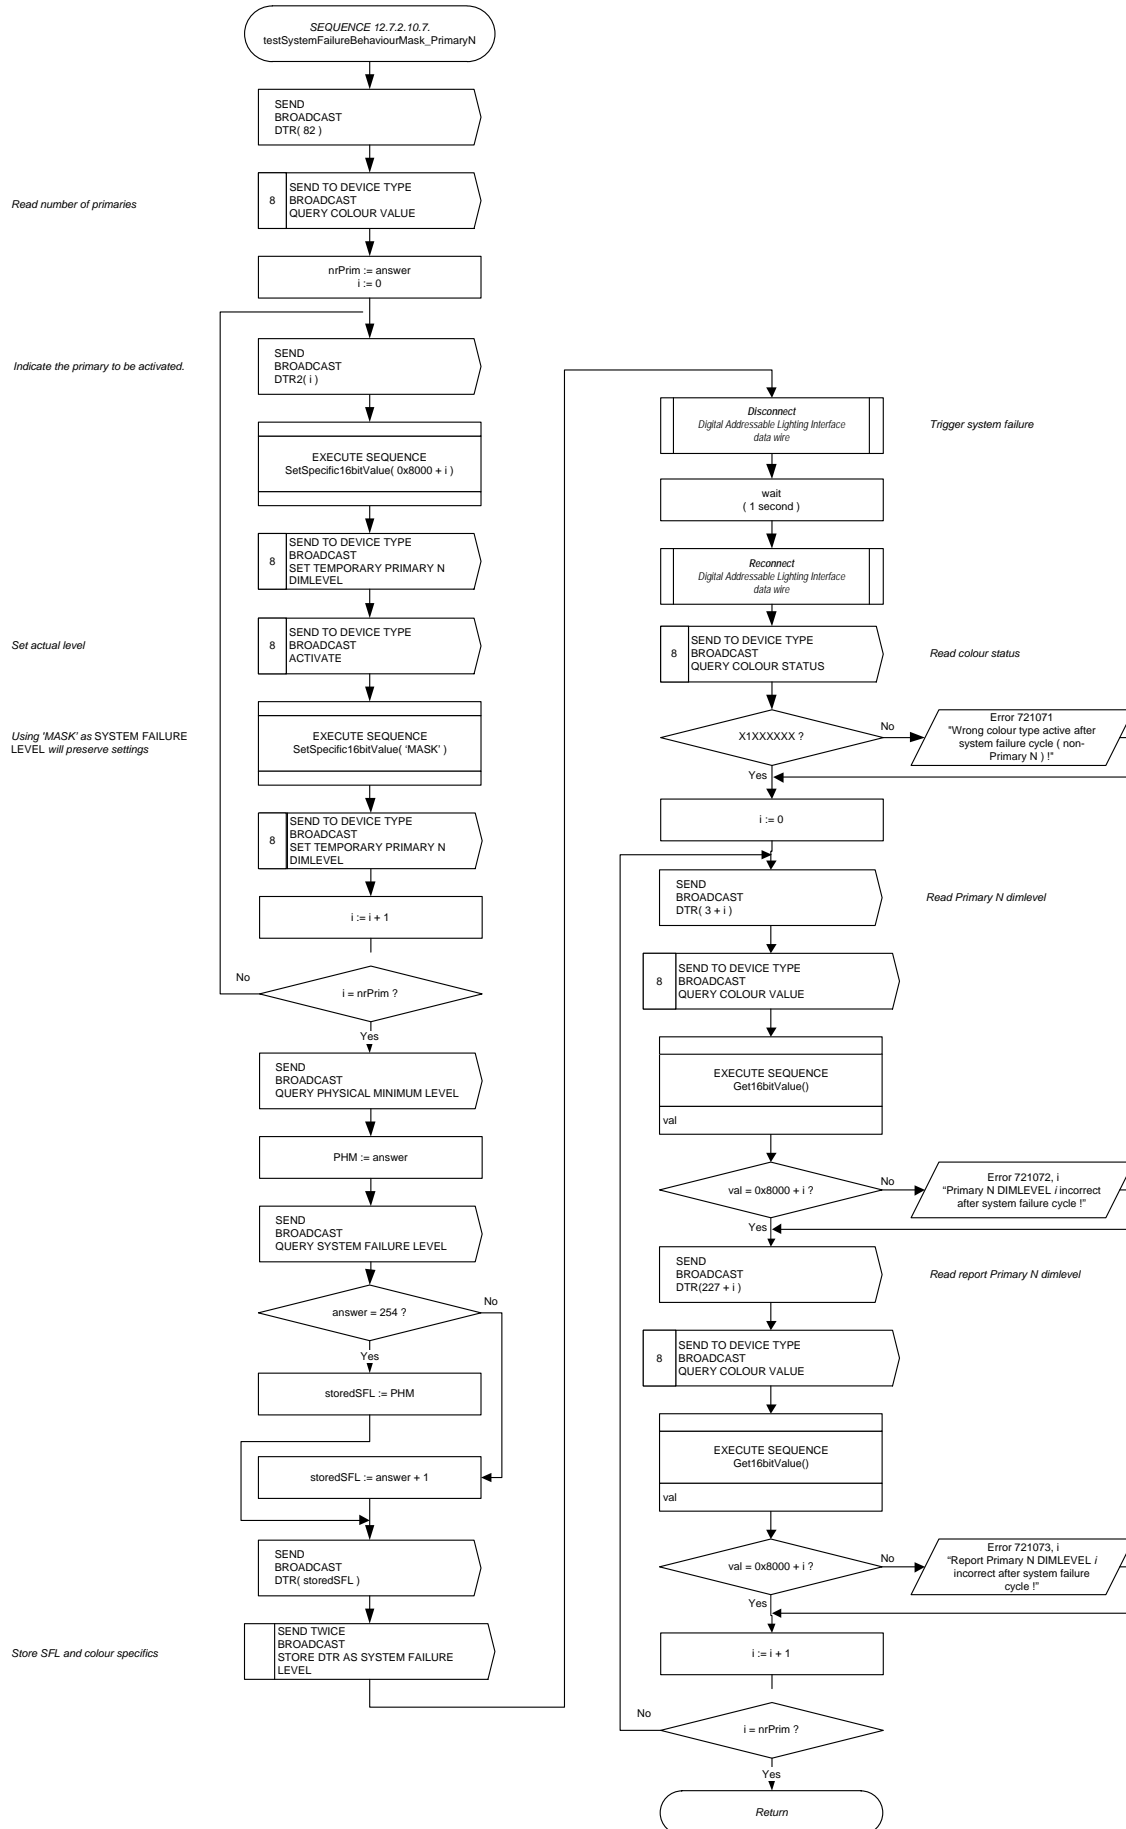 SEQUENCE 12.7.2.10.7.
testSystemFailureBehaviourMask_PrimaryN
SEND
BROADCAST
DTR( 82 )
Read number of primaries
8
SEND TO DEVICE TYPE
BROADCAST
QUERY COLOUR VALUE
nrPrim := answer
i := 0
Indicate the primary to be activated.
SEND
BROADCAST
DTR2( i )
EXECUTE SEQUENCE
SetSpecific16bitValue( 0x8000 + i )
8
SEND TO DEVICE TYPE
BROADCAST
SET TEMPORARY PRIMARY N
DIMLEVEL
Set actual level
8
SEND TO DEVICE TYPE
BROADCAST
ACTIVATE
Using 'MASK' as SYSTEM FAILURE
LEVEL will preserve settings
EXECUTE SEQUENCE
SetSpecific16bitValue( 'MASK' )
8
SEND TO DEVICE TYPE
BROADCAST
SET TEMPORARY PRIMARY N
DIMLEVEL
i := i + 1
No
i = nrPrim ?
Yes
SEND
BROADCAST
QUERY PHYSICAL MINIMUM LEVEL
PHM := answer
SEND
BROADCAST
QUERY SYSTEM FAILURE LEVEL
answer = 254 ?
No
Yes
storedSFL := PHM
storedSFL := answer + 1
SEND
BROADCAST
DTR( storedSFL )
Store SFL and colour specifics
SEND TWICE
BROADCAST
STORE DTR AS SYSTEM FAILURE
LEVEL
Disconnect
Digital Addressable Lighting Interface
data wire
Trigger system failure
wait
( 1 second )
Reconnect
Digital Addressable Lighting Interface
data wire
8
SEND TO DEVICE TYPE
BROADCAST
QUERY COLOUR STATUS
Read colour status
X1XXXXXX ?
No
Error 721071
"Wrong colour type active after
system failure cycle ( non-
Primary N ) !"
Yes
i := 0
SEND
BROADCAST
DTR( 3 + i )
Read Primary N dimlevel
8
SEND TO DEVICE TYPE
BROADCAST
QUERY COLOUR VALUE
EXECUTE SEQUENCE
Get16bitValue()
val
val = 0x8000 + i ?
No
Error 721072, i
“Primary N DIMLEVEL i incorrect
after system failure cycle !”
Yes
SEND
BROADCAST
DTR(227 + i )
Read report Primary N dimlevel
8
SEND TO DEVICE TYPE
BROADCAST
QUERY COLOUR VALUE
EXECUTE SEQUENCE
Get16bitValue()
val
val = 0x8000 + i ?
No
Error 721073, i
“Report Primary N DIMLEVEL i
incorrect after system failure
cycle !”
Yes
i := i + 1
No
i = nrPrim ?
Yes
Return